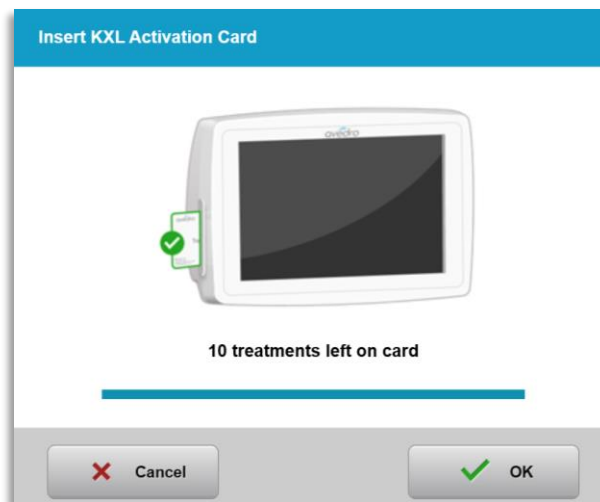 Insert KXL Activation Card
avedro
10 treatments left on card
Cancel
OK